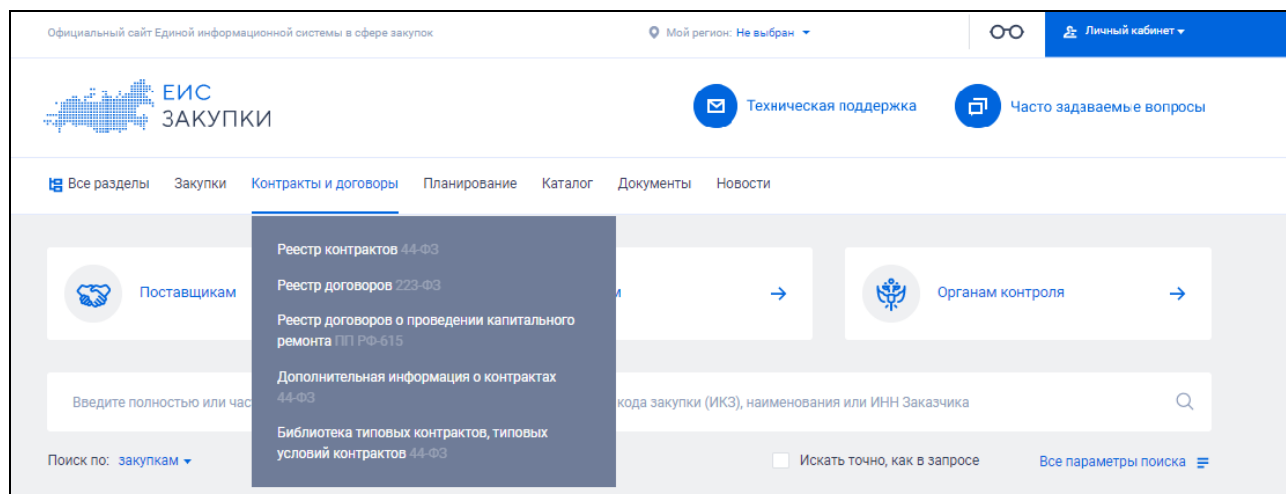 Официальный сайт Единой информационной системы в сфере закупок
Мой регион: Не выбран
Личный кабинет
ЕИС
ЗАКУПКИ
Техническая поддержка
Часто задаваемые вопросы
Все разделы Закупки Контракты и договоры Планирование Каталог Документы Новости
Реестр контрактов 44-ФЗ
Реестр договоров 223-ФЗ
Реестр договоров о проведении капитального
ремонта ПП РФ-615
Дополнительная информация о контрактах
44-ФЗ
Библиотека типовых контрактов, типовых
условий контрактов 44-ФЗ
Поставщикам
Органам контроля
Введите полностью или час
кода закупки (ИКЗ), наименования или ИНН Заказчика
Поиск по: закупкам
Искать точно, как в запросе
Все параметры поиска